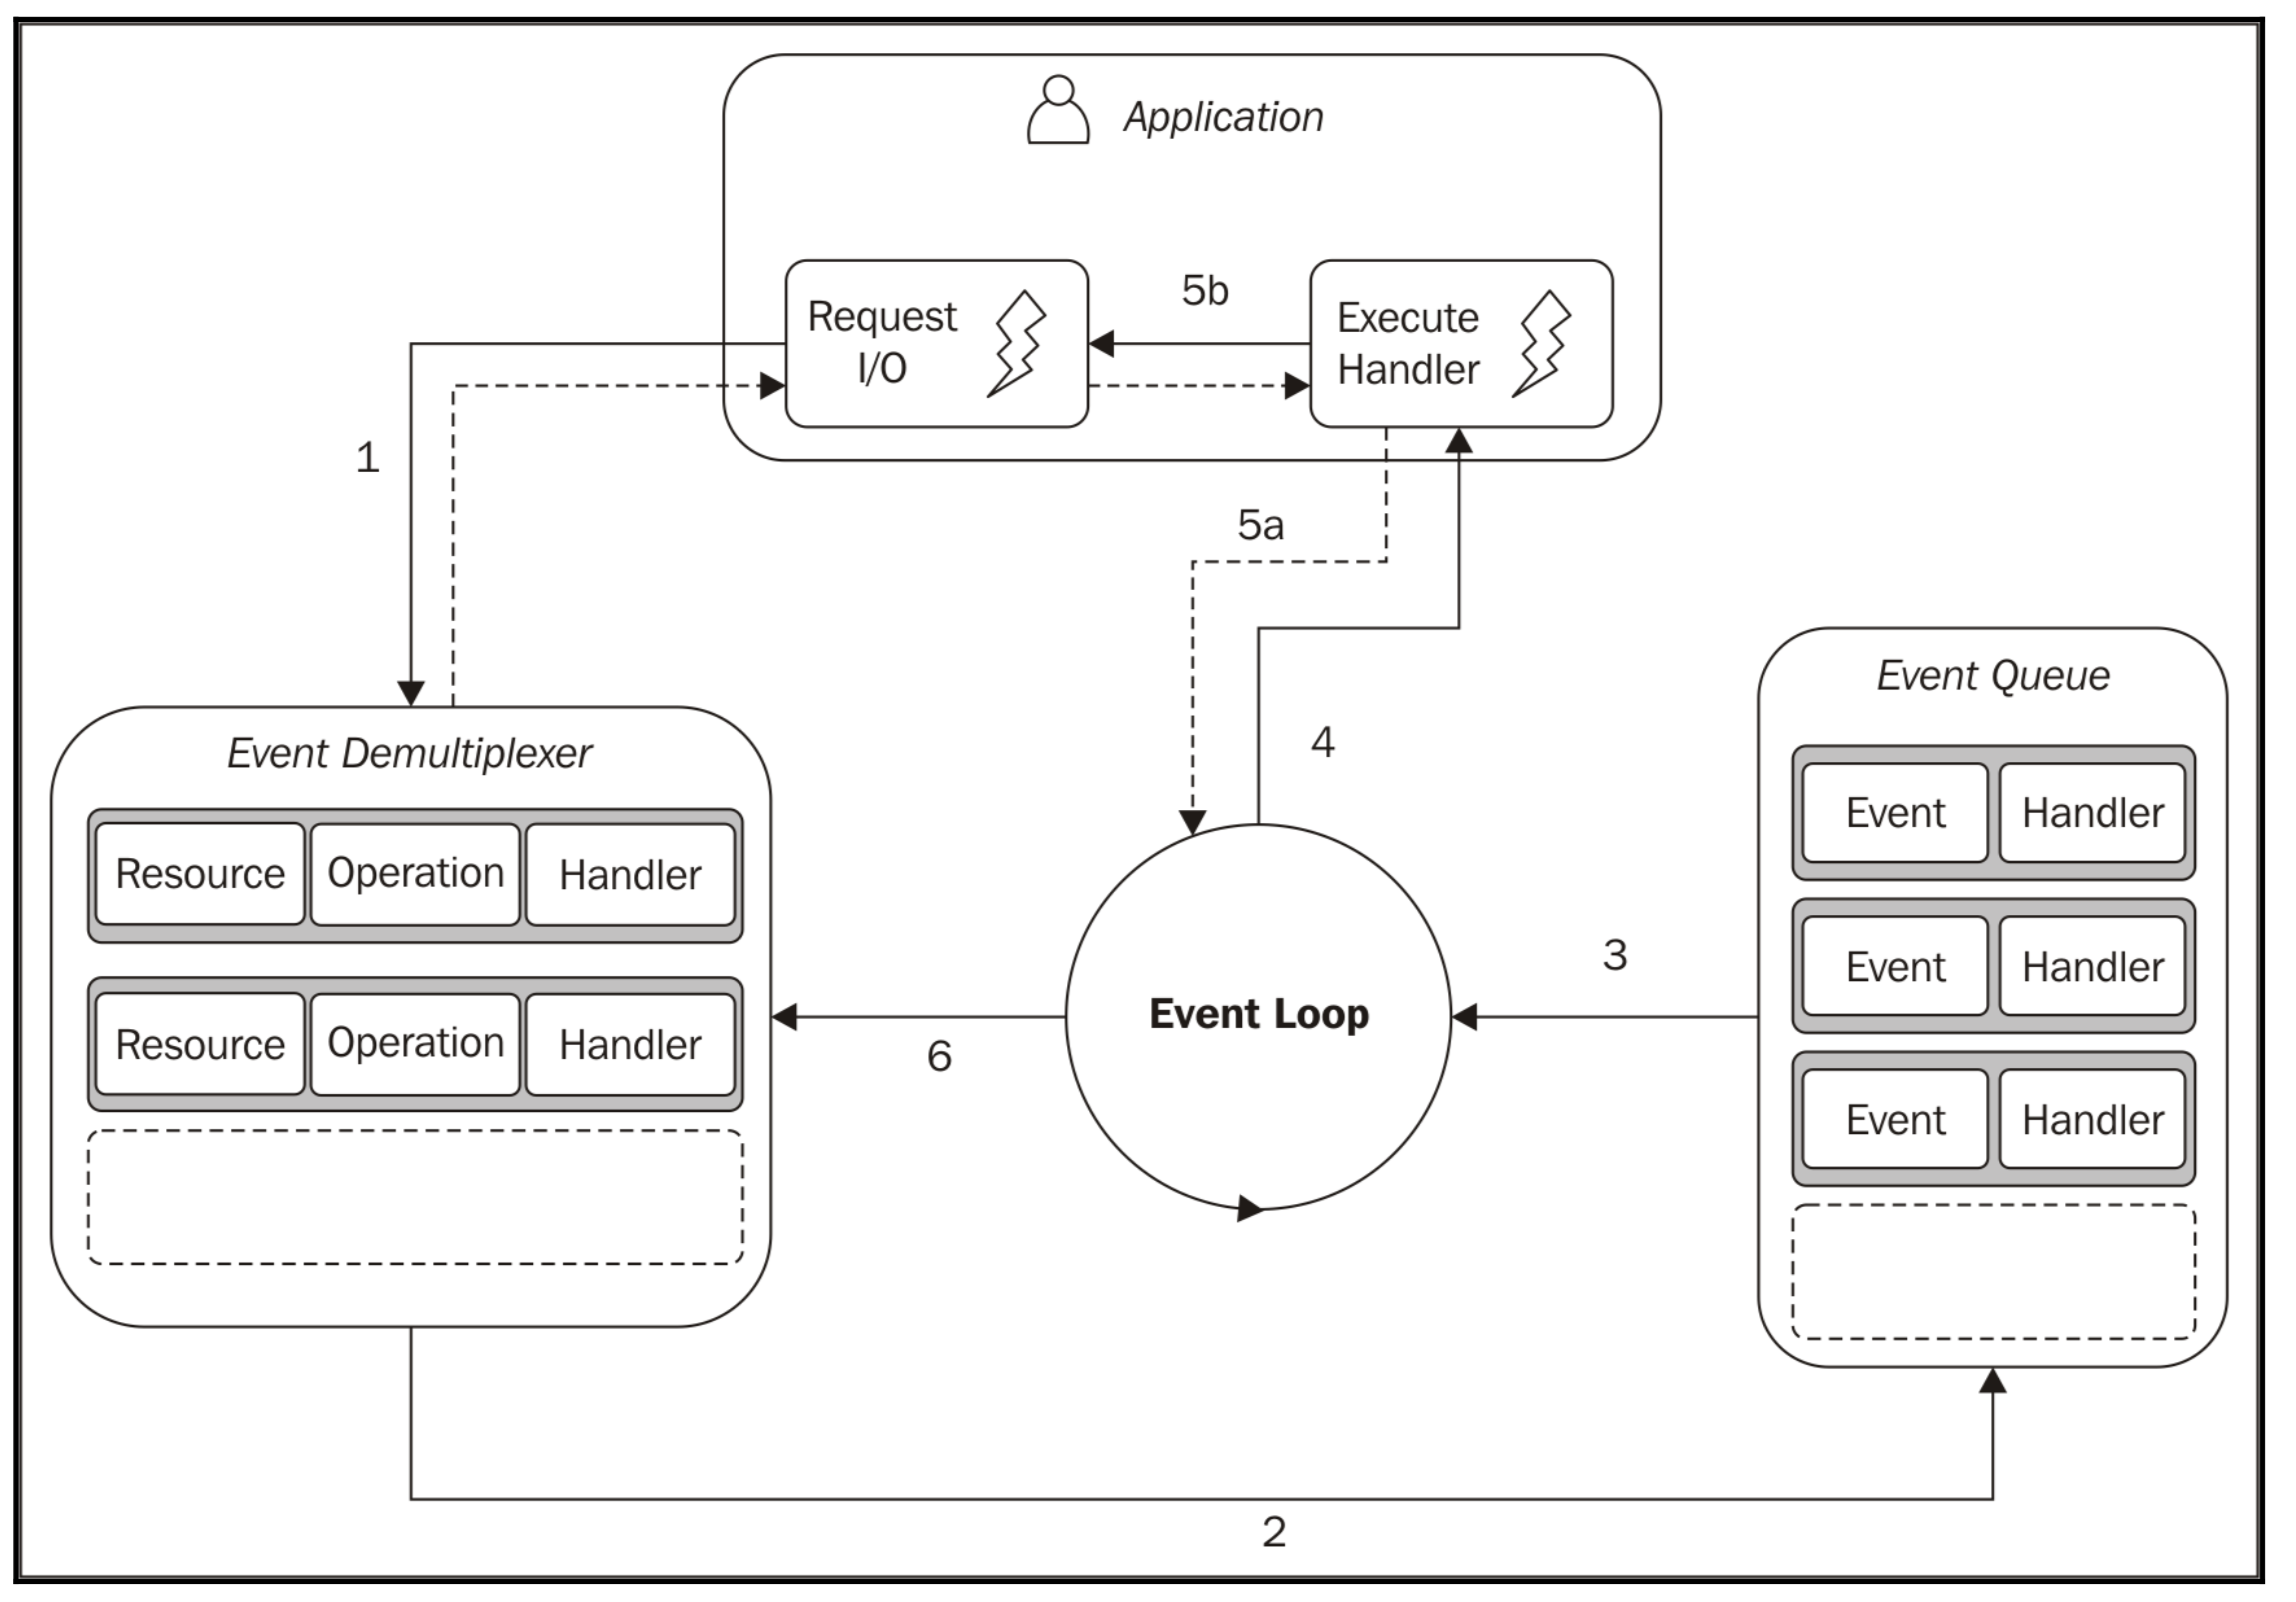 Application
Request
I/O
5b
Execute
Handler
1
5a
4
Event Queue
Event Handler
Event Handler
Event Handler
Event Demultiplexer
Resource Operation Handler
Resource Operation Handler
Event Loop
3
6
2